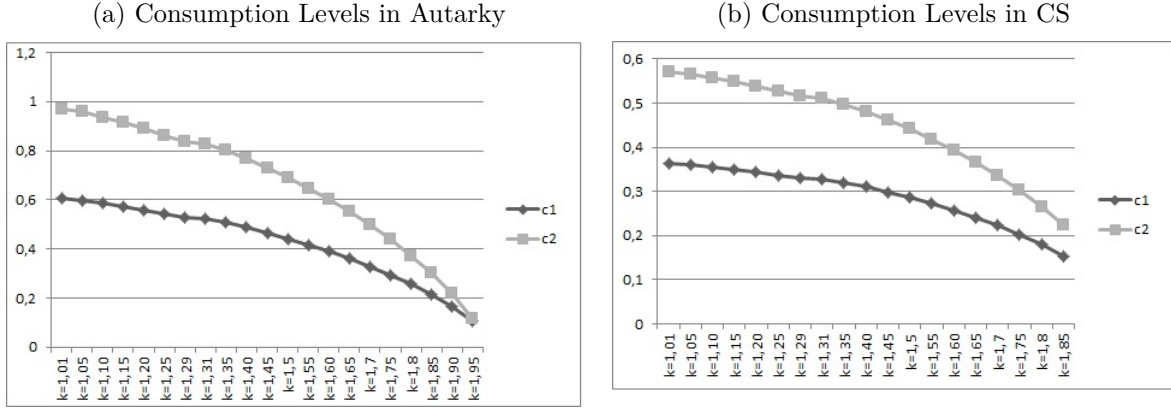 (a) Consumption Levels in Autarky
1,2
1
0,8
0,6
0,4
0,2
0
k=1,01
k=1,05
k=1,10
k=1,15
k=1,20
k=1,25
k=1,29
k=1,31
k=1,35
k=1,40
k=1,45
k=1,5
k=1,55
k=1,60
k=1,65
k=1,7
k=1,75
k=1,8
k=1,85
k=1,90
k=1,95
c1
c2
(b) Consumption Levels in CS
0,6
0,5
0,4
0,3
0,2
0,1
0
k=1,01
k=1,05
k=1,10
k=1,15
k=1,20
k=1,25
k=1,29
k=1,31
k=1,35
k=1,40
k=1,45
k=1,5
k=1,55
k=1,60
k=1,65
k=1,7
k=1,75
k=1,8
k=1,85
c1
c2